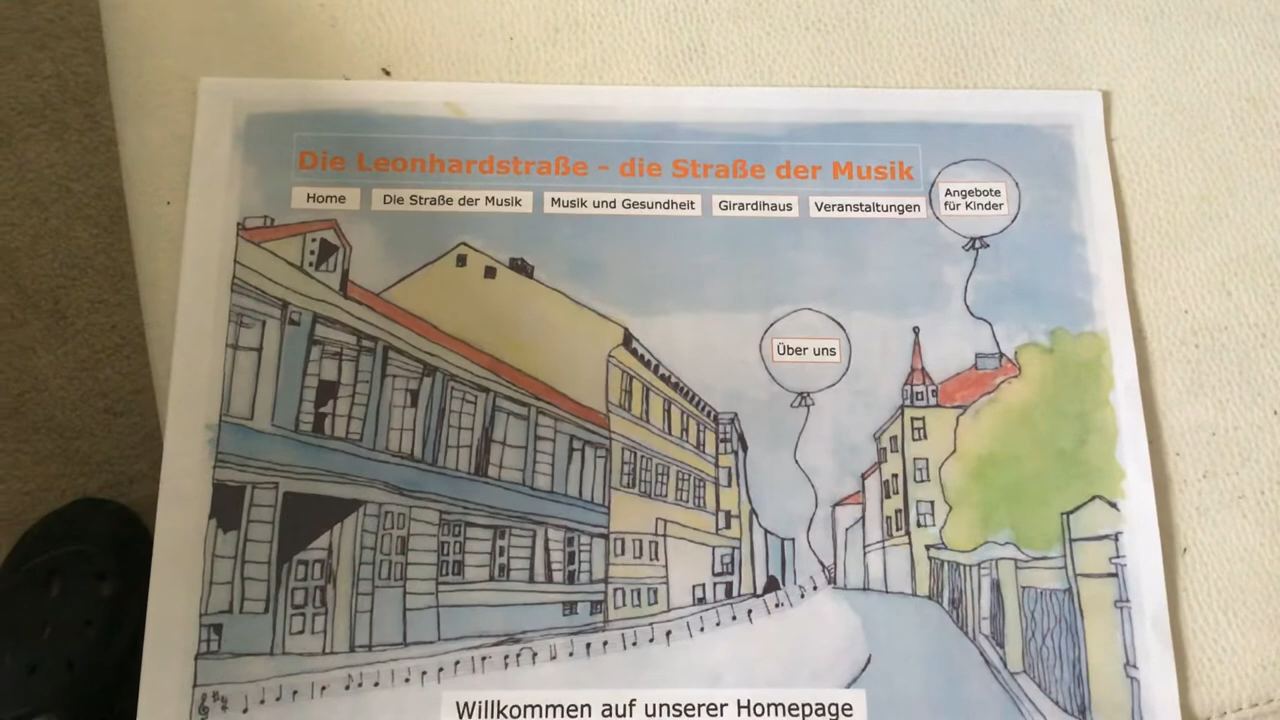 Die Leonhardstraße - die Straße der Musik
Home
Die Straße der Musik
Musik und Gesundheit
Girardihaus
Veranstaltungen
Angebote
für Kinder
Über uns
Willkommen auf unserer Homepage